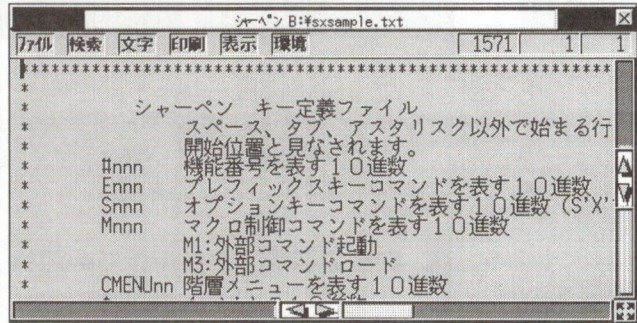 シャーペン B:¥sxsample.txt
ファイル 検索 文字 印刷 表示 環境 1571 1 1
************************************************************
*
* シャーペン キー定義ファイル
* スペース、タブ、アスタリスク以外で始まる行
* 開始位置と見なされます。
* #nnn 機能番号を表す10進数
* Ennn プレフィックスキーコマンドを表す10進数
* Snnn オプションキーコマンドを表す10進数(S'X'
* Mnnn マクロ制御コマンドを表す10進数
* M1:外部コマンド起動
* M3:外部コマンドロード
* CMENUnn 階層メニューを表す10進数